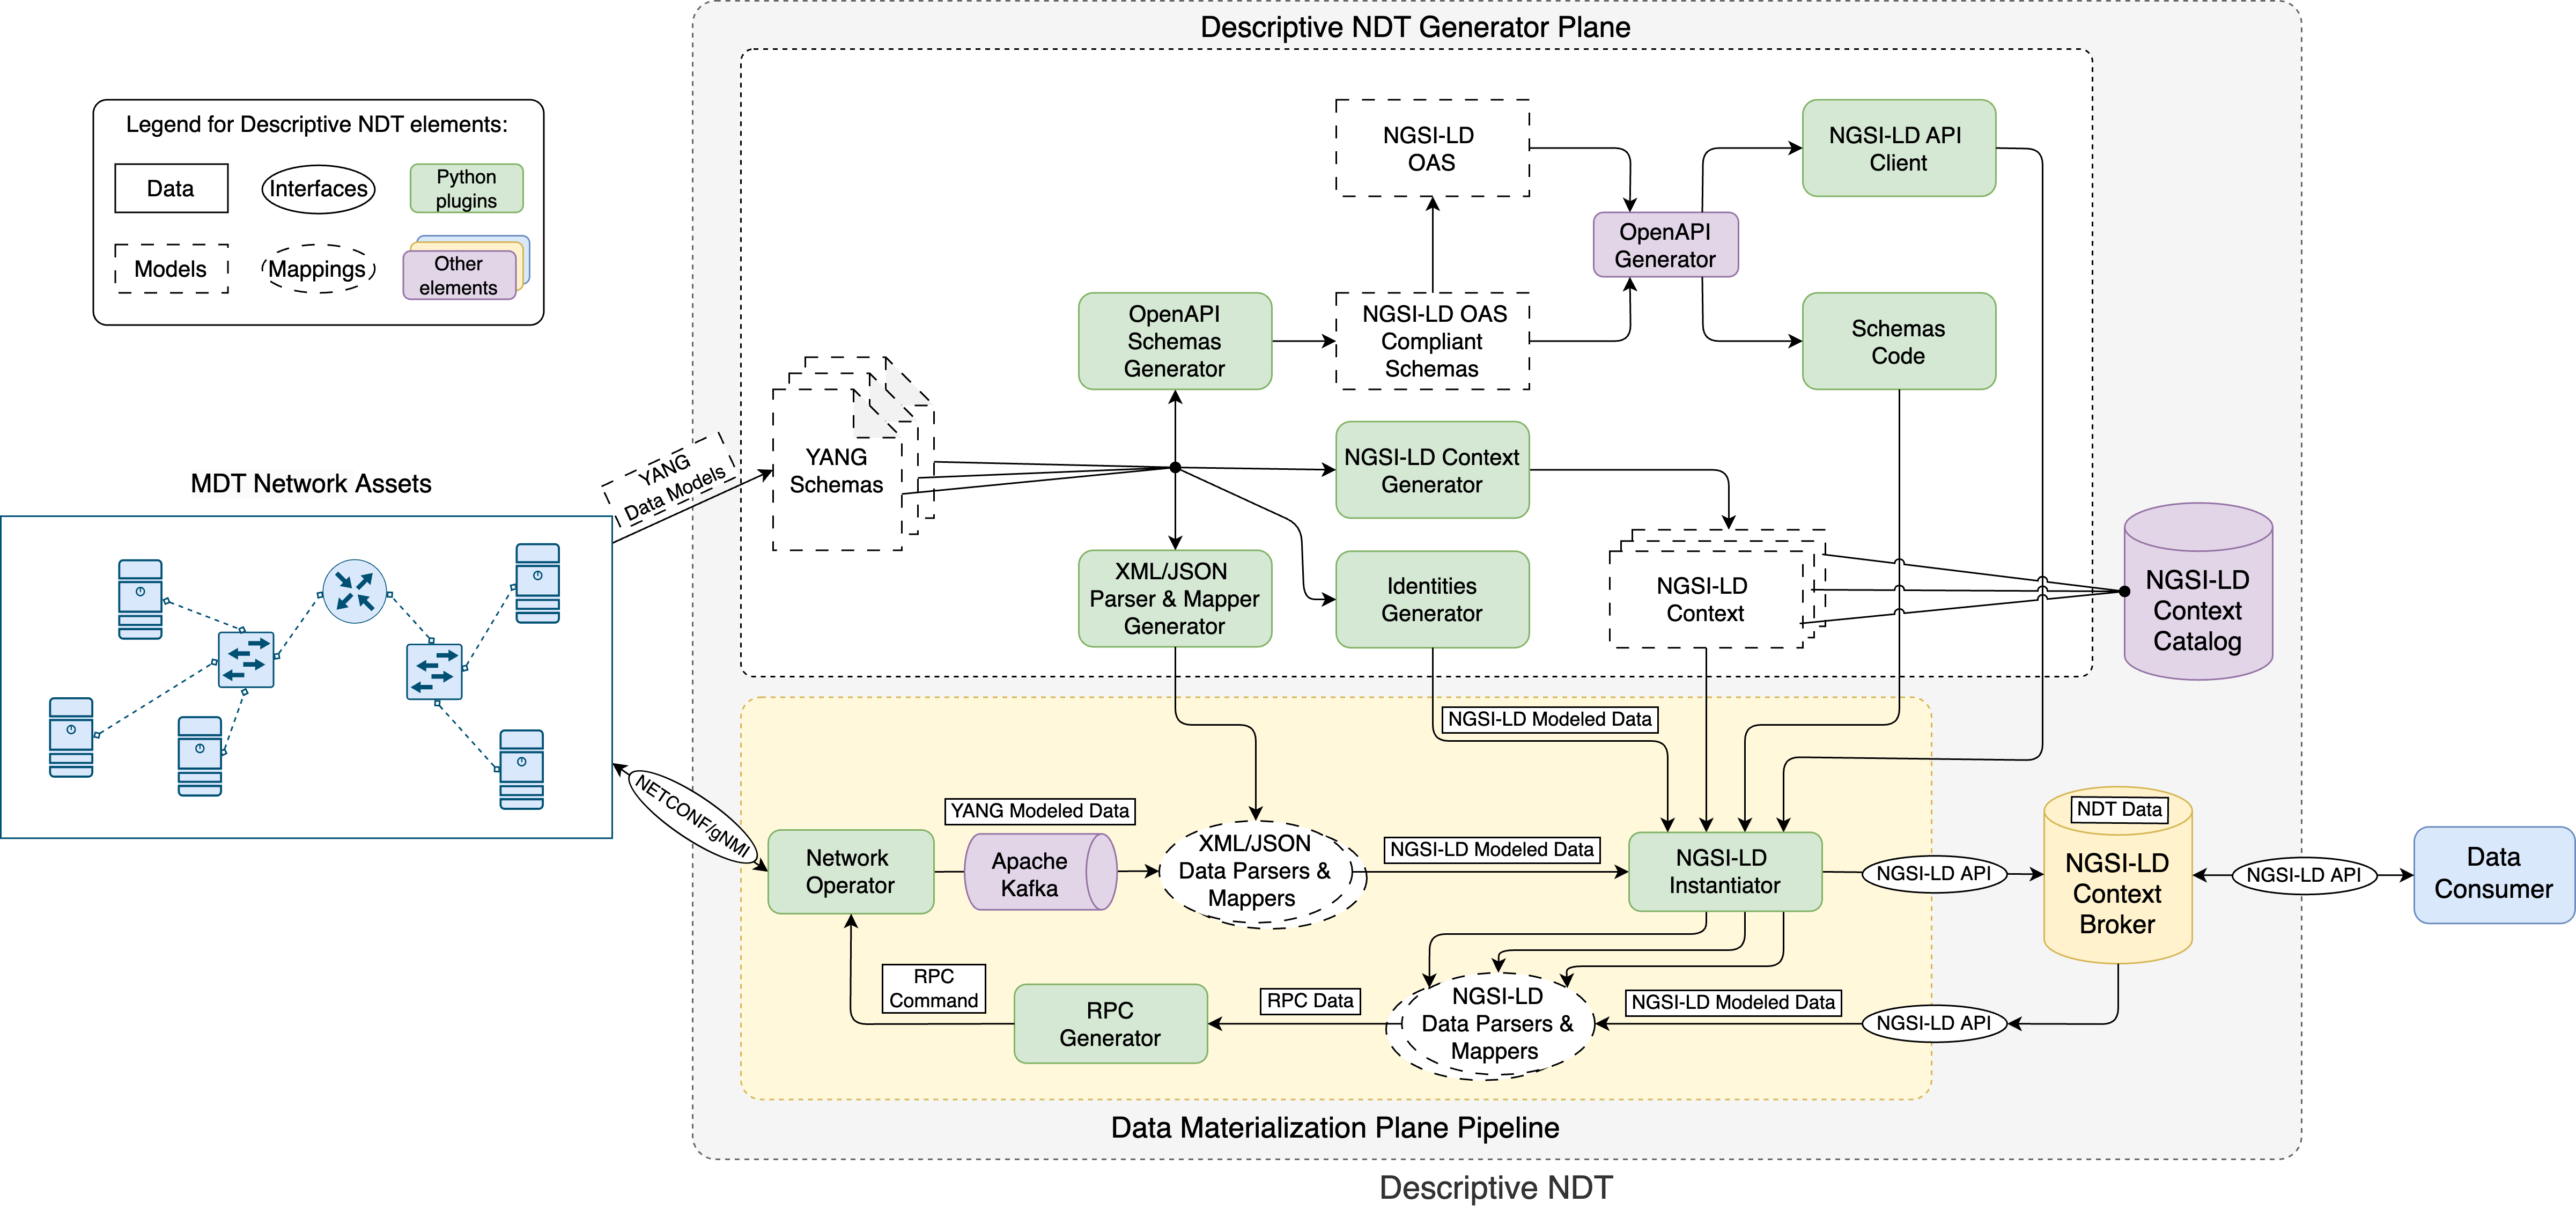 Descriptive NDT Generator Plane
Legend for Descriptive NDT elements:
Data
Interfaces
Python
plugins
Models
Mappings
Other
elements
NGSI-LD
OAS
NGSI-LD API
Client
OpenAPI
Generator
OpenAPI
Schemas
Generator
NGSI-LD OAS
Compliant
Schemas
Schemas
Code
YANG
Data Models
YANG
Schemas
NGSI-LD Context
Generator
MDT Network Assets
XML/JSON
Parser & Mapper
Generator
Identities
Generator
NGSI-LD
Context
NGSI-LD
Context
Catalog
NGSI-LD Modeled Data
NETCONF/gNMI
YANG Modeled Data
NDT Data
Network
Operator
Apache
Kafka
XML/JSON
Data Parsers &
Mappers
NGSI-LD Modeled Data
NGSI-LD
Instantiator
NGSI-LD API
NGSI-LD
Context
Broker
NGSI-LD API
Data
Consumer
RPC
Command
RPC
Generator
RPC Data
NGSI-LD
Data Parsers &
Mappers
NGSI-LD Modeled Data
NGSI-LD API
Data Materialization Plane Pipeline
Descriptive NDT